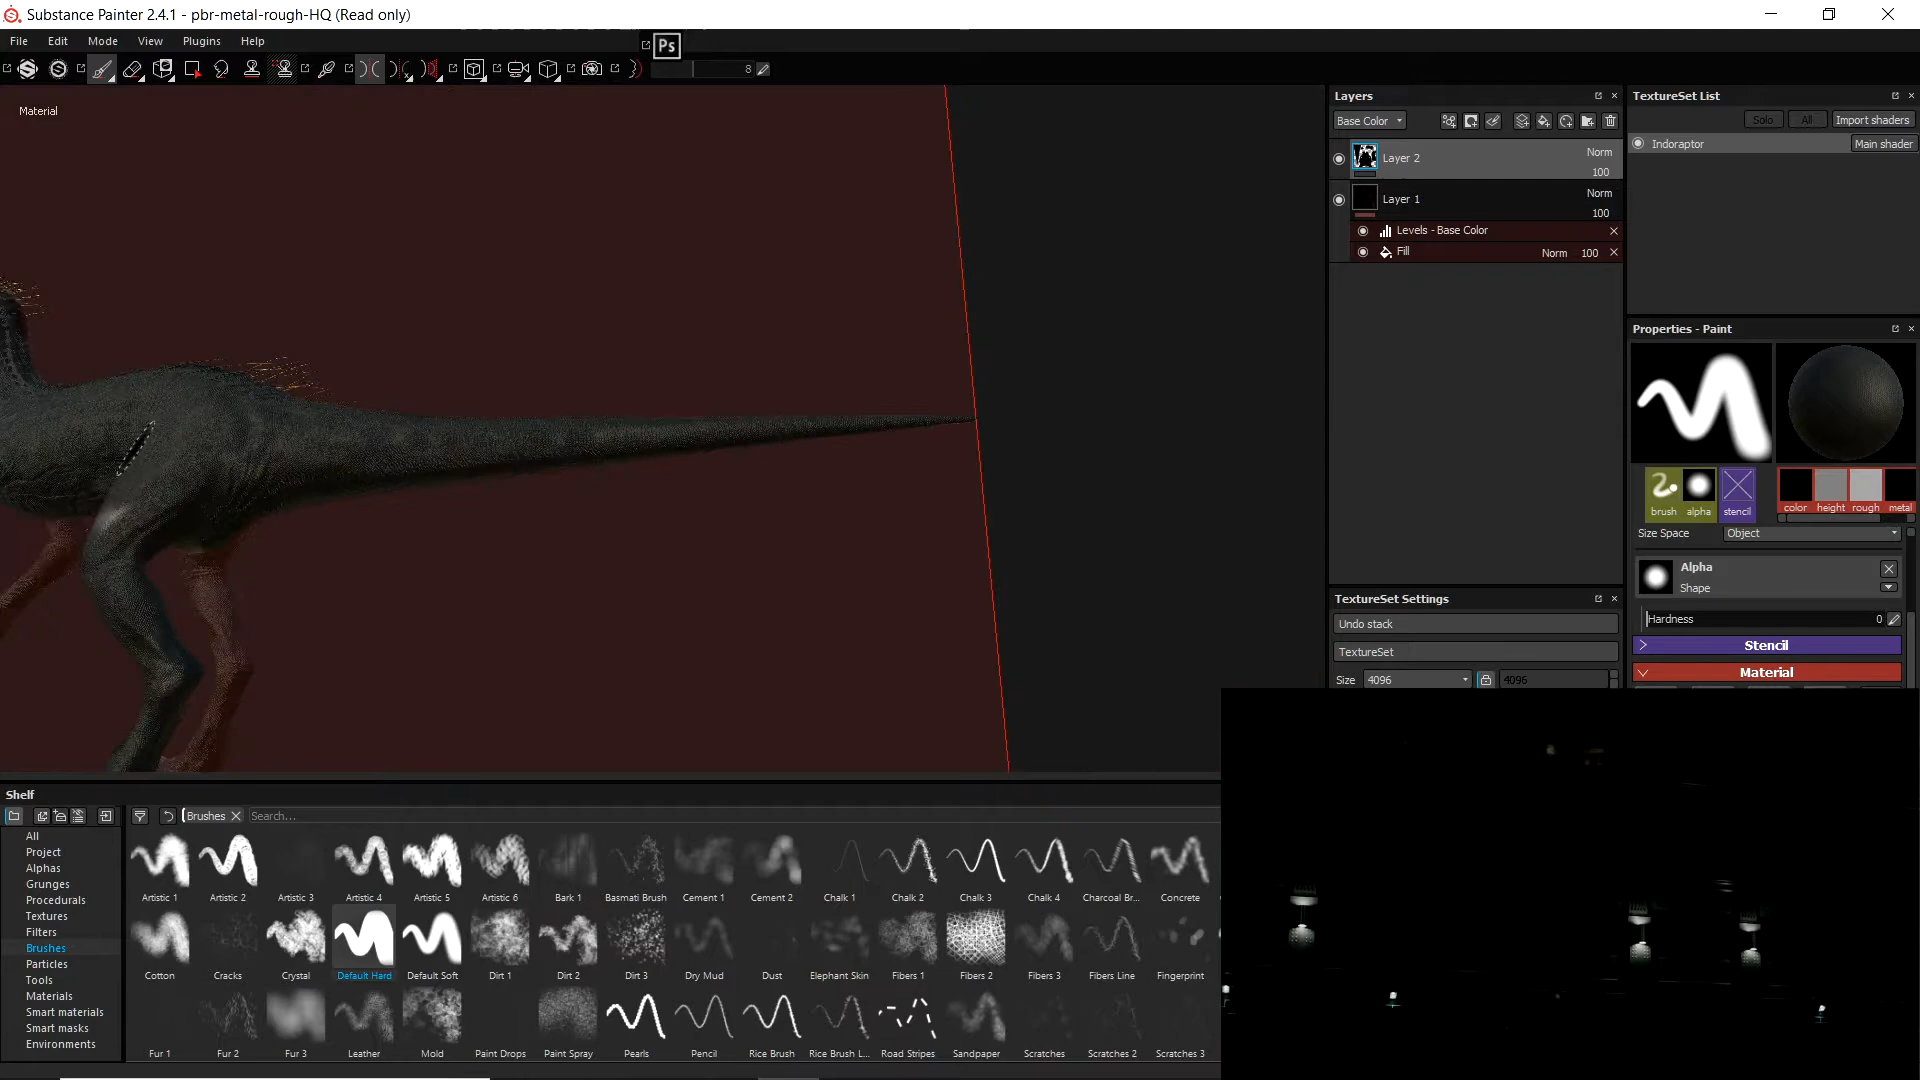 Substance Painter 2.4.1 - pbr-metal-rough-HQ (Read only)
File Edit Mode View Plugins Help
Ps
8
Material
Layers
Base Color
Layer 2 Norm 100
Layer 1 Norm 100
Levels - Base Color
Fill Norm 100
TextureSet List
Solo All Import shaders
Indoraptor Main shader
Properties - Paint
brush alpha stencil color height rough metal
Size Space Object
Alpha
Shape
Hardness 0
Stencil
Material
TextureSet Settings
Undo stack
TextureSet
Size 4096 4096
Shelf
Brushes Search...
All
Project
Alphas
Grunges
Procedurals
Textures
Filters
Brushes
Particles
Tools
Materials
Smart materials
Smart masks
Environments
Artistic 1 Artistic 2 Artistic 3 Artistic 4 Artistic 5 Artistic 6 Bark 1 Basmati Brush Cement 1 Cement 2 Chalk 1 Chalk 2 Chalk 3 Chalk 4 Charcoal Br... Concrete
Cotton Cracks Crystal Default Hard Default Soft Dirt 1 Dirt 2 Dirt 3 Dry Mud Dust Elephant Skin Fibers 1 Fibers 2 Fibers 3 Fibers Line Fingerprint
Fur 1 Fur 2 Fur 3 Leather Mold Paint Drops Paint Spray Pearls Pencil Rice Brush Rice Brush L... Road Stripes Sandpaper Scratches Scratches 2 Scratches 3